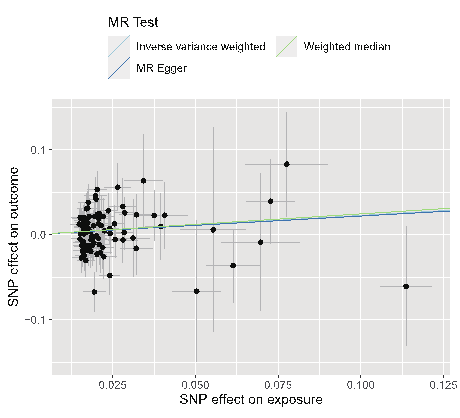 MR Test
Inverse variance weighted
Weighted median
MR Egger
0.1
0.0
−0.1
SNP effect on outcome
0.025
0.050
0.075
0.100
0.125
SNP effect on exposure